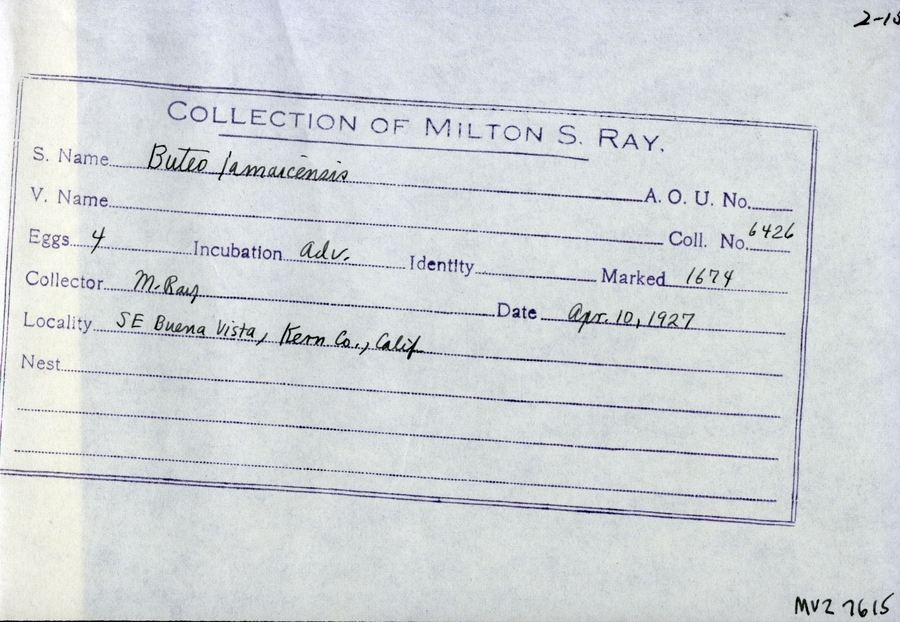 2-15
COLLECTION OF MILTON S. RAY.
S. Name Buteo jamaicensis A. O. U. No.
V. Name Coll. No. 6426
Eggs 4 Incubation adv. Identity Marked 1674
Collector M. Ray Date Apr. 10, 1927
Locality SE Buena Vista, Kern Co., Calif
Nest
MVZ 7615